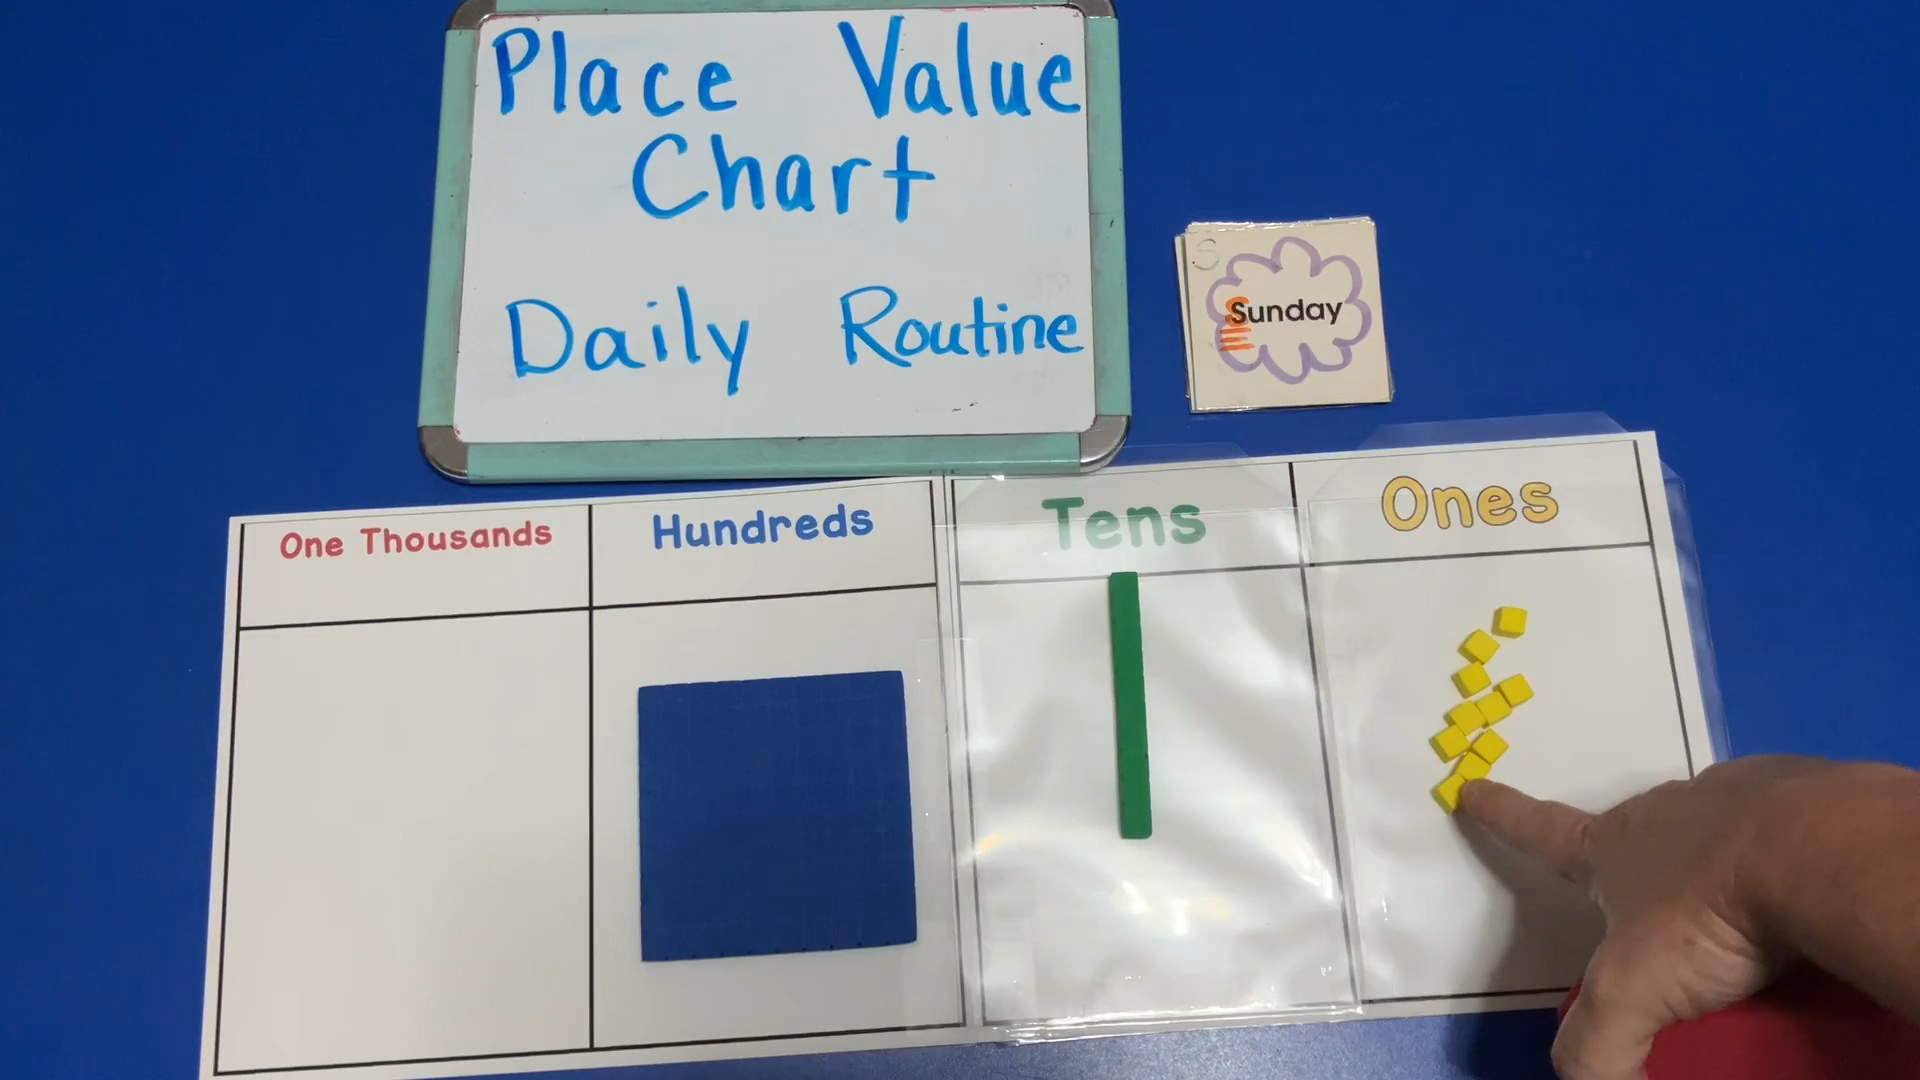 Place Value
Chart
Daily Routine
S
Sunday
One Thousands
Hundreds
Tens
Ones